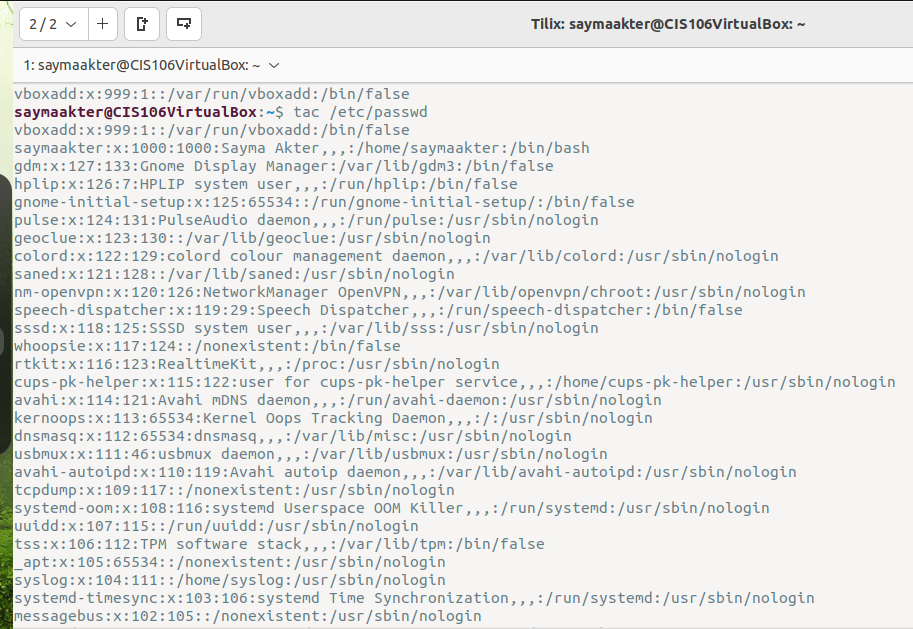 2 / 2
Tilix: saymaakter@CIS106VirtualBox: ~
1: saymaakter@CIS106VirtualBox: ~
vboxadd:x:999:1::/var/run/vboxadd:/bin/false
saymaakter@CIS106VirtualBox:~$ tac /etc/passwd
vboxadd:x:999:1::/var/run/vboxadd:/bin/false
saymaakter:x:1000:1000:Sayma Akter,,,:/home/saymaakter:/bin/bash
gdm:x:127:133:Gnome Display Manager:/var/lib/gdm3:/bin/false
hplip:x:126:7:HPLIP system user,,,:/run/hplip:/bin/false
gnome-initial-setup:x:125:65534::/run/gnome-initial-setup/:/bin/false
pulse:x:124:131:PulseAudio daemon,,,:/run/pulse:/usr/sbin/nologin
geoclue:x:123:130::/var/lib/geoclue:/usr/sbin/nologin
colord:x:122:129:colord colour management daemon,,,:/var/lib/colord:/usr/sbin/nologin
saned:x:121:128::/var/lib/saned:/usr/sbin/nologin
nm-openvpn:x:120:126:NetworkManager OpenVPN,,,:/var/lib/openvpn/chroot:/usr/sbin/nologin
speech-dispatcher:x:119:29:Speech Dispatcher,,,:/run/speech-dispatcher:/bin/false
sssd:x:118:125:SSSD system user,,,:/var/lib/sss:/usr/sbin/nologin
whoopsie:x:117:124::/nonexistent:/bin/false
rtkit:x:116:123:RealtimeKit,,,:/proc:/usr/sbin/nologin
cups-pk-helper:x:115:122:user for cups-pk-helper service,,,:/home/cups-pk-helper:/usr/sbin/nologin
avahi:x:114:121:Avahi mDNS daemon,,,:/run/avahi-daemon:/usr/sbin/nologin
kernoops:x:113:65534:Kernel Oops Tracking Daemon,,,:/:/usr/sbin/nologin
dnsmasq:x:112:65534:dnsmasq,,,:/var/lib/misc:/usr/sbin/nologin
usbmux:x:111:46:usbmux daemon,,,:/var/lib/usbmux:/usr/sbin/nologin
avahi-autoipd:x:110:119:Avahi autoip daemon,,,:/var/lib/avahi-autoipd:/usr/sbin/nologin
tcpdump:x:109:117::/nonexistent:/usr/sbin/nologin
systemd-oom:x:108:116:systemd Userspace OOM Killer,,,:/run/systemd:/usr/sbin/nologin
uuidd:x:107:115::/run/uuidd:/usr/sbin/nologin
tss:x:106:112:TPM software stack,,,:/var/lib/tpm:/bin/false
_apt:x:105:65534::/nonexistent:/usr/sbin/nologin
syslog:x:104:111::/home/syslog:/usr/sbin/nologin
systemd-timesync:x:103:106:systemd Time Synchronization,,,:/run/systemd:/usr/sbin/nologin
messagebus:x:102:105::/nonexistent:/usr/sbin/nologin